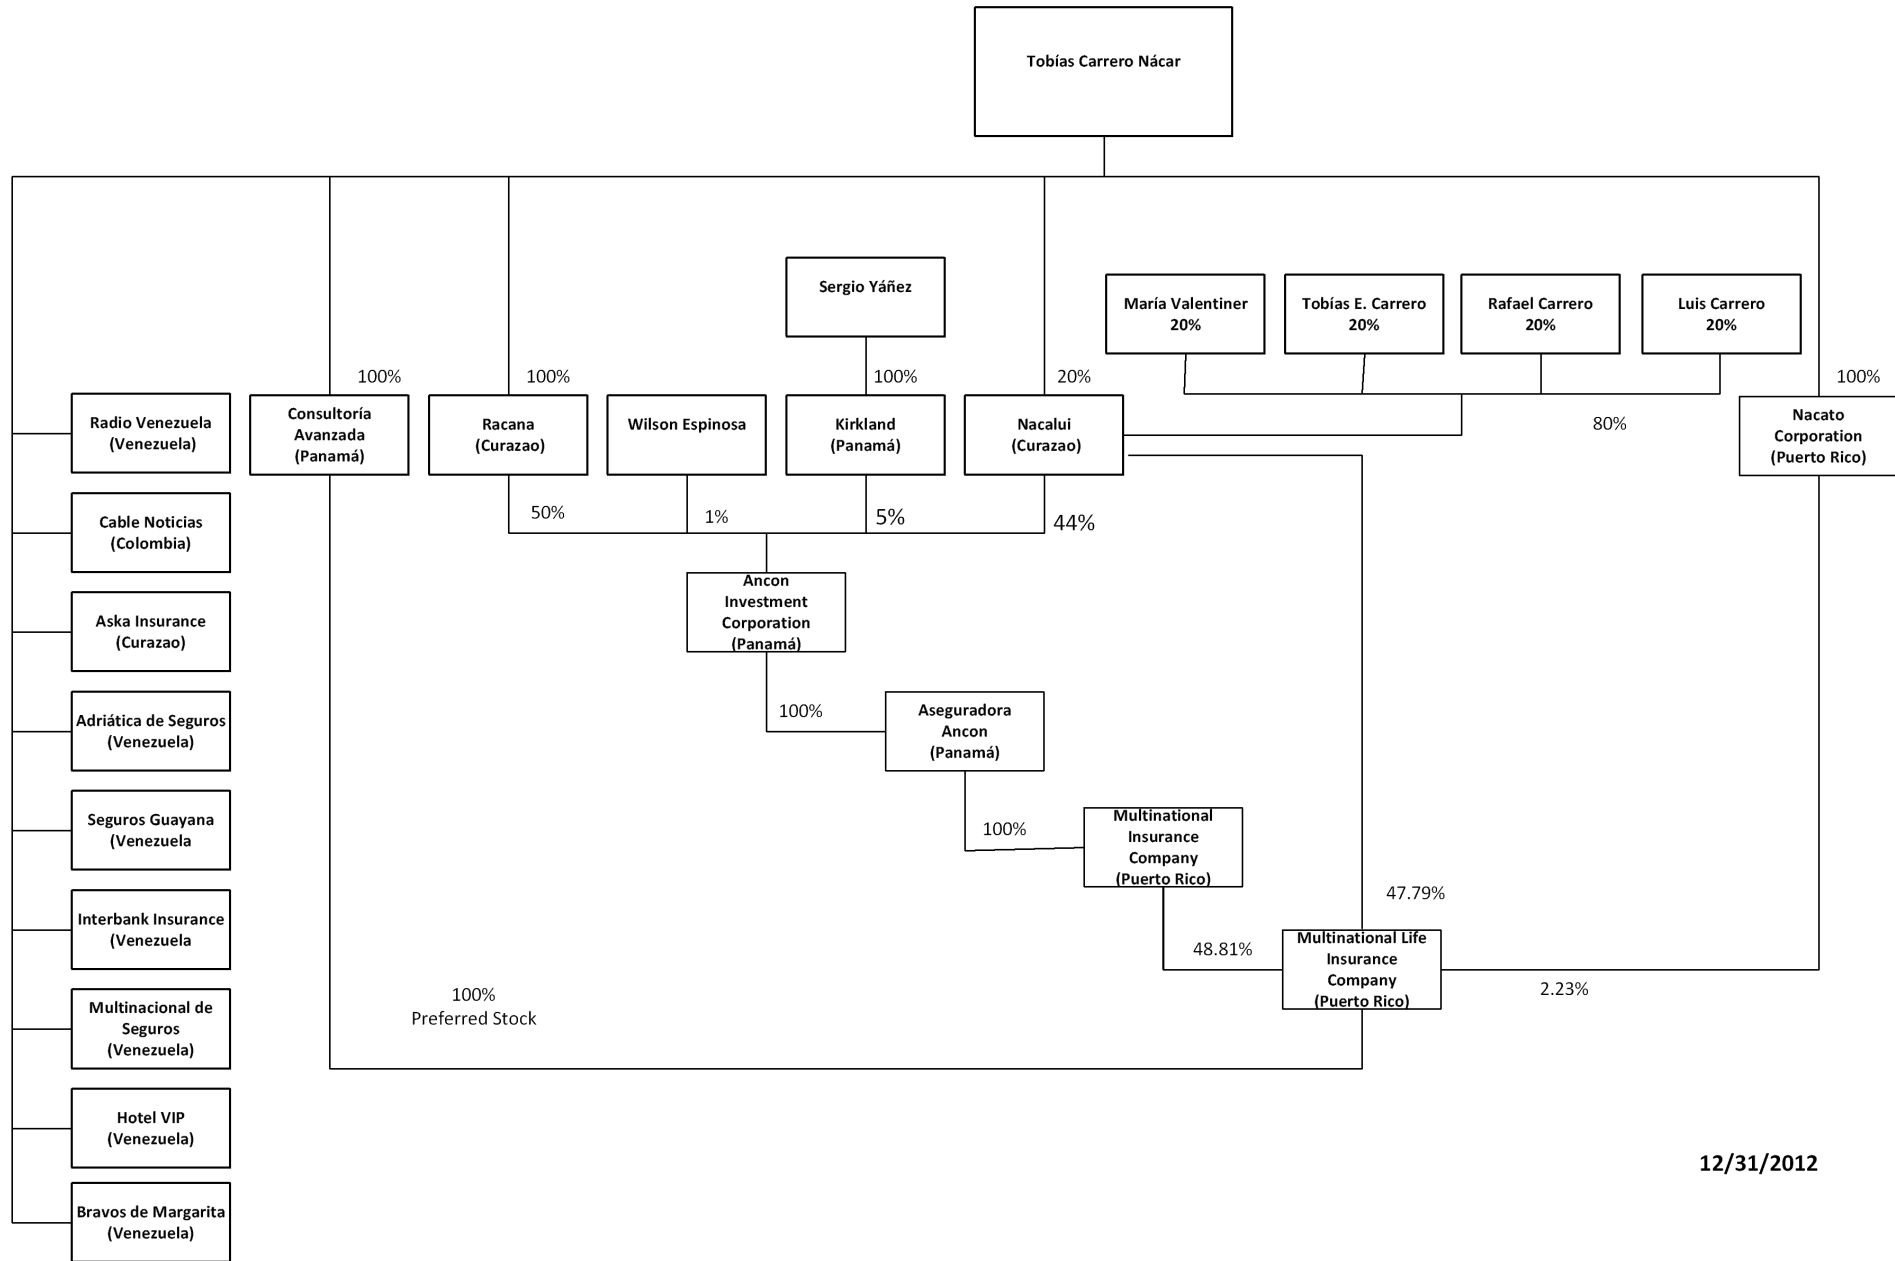 Tobías Carrero Nácar
Sergio Yáñez
María Valentiner
20%
Tobías E. Carrero
20%
Rafael Carrero
20%
Luis Carrero
20%
100%
100%
100%
20%
100%
80%
Radio Venezuela
(Venezuela)
Consultoría
Avanzada
(Panamá)
Racana
(Curazao)
Wilson Espinosa
Kirkland
(Panamá)
Nacalui
(Curazao)
Nacato
Corporation
(Puerto Rico)
50%
1%
5%
44%
Cable Noticias
(Colombia)
Ancon
Investment
Corporation
(Panamá)
Aska Insurance
(Curazao)
100%
Aseguradora
Ancon
(Panamá)
Adriática de Seguros
(Venezuela)
100%
Multinational
Insurance
Company
(Puerto Rico)
Seguros Guayana
(Venezuela
47.79%
Interbank Insurance
(Venezuela
48.81%
Multinational Life
Insurance
Company
(Puerto Rico)
2.23%
100%
Preferred Stock
Multinacional de
Seguros
(Venezuela)
Hotel VIP
(Venezuela)
12/31/2012
Bravos de Margarita
(Venezuela)